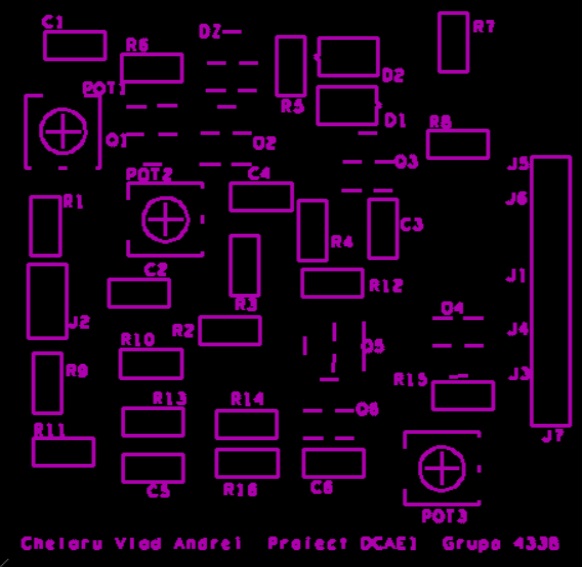 C1
DZ
R7
R6
D2
POT1
R5
D1
R8
Q1
Q2
Q3
J5
POT2
C4
J6
R1
C3
R4
J1
C2
R12
R3
Q4
J2
R2
J4
R10
Q5
R9
R15
J3
R13
R14
Q6
R11
J7
C5
R16
C6
POT3
Chelaru Vlad Andrei Proiect DCAE1 Grupa 433B